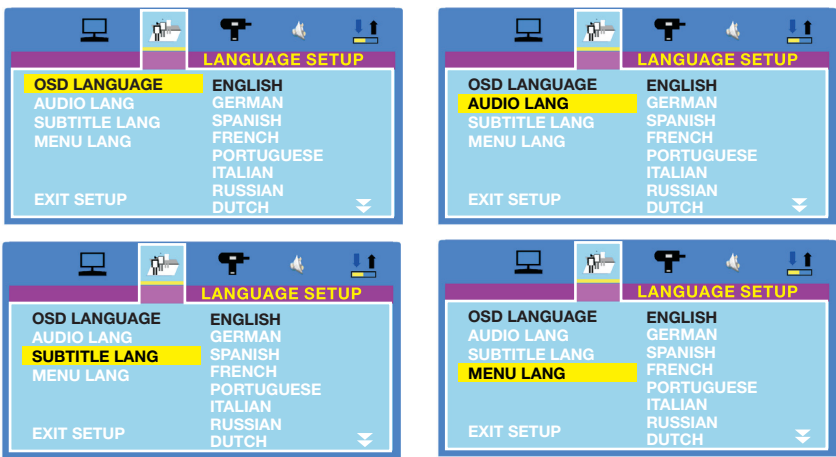 LANGUAGE SETUP
OSD LANGUAGE
AUDIO LANG
SUBTITLE LANG
MENU LANG
EXIT SETUP
ENGLISH
GERMAN
SPANISH
FRENCH
PORTUGUESE
ITALIAN
RUSSIAN
DUTCH
LANGUAGE SETUP
OSD LANGUAGE
AUDIO LANG
SUBTITLE LANG
MENU LANG
EXIT SETUP
ENGLISH
GERMAN
SPANISH
FRENCH
PORTUGUESE
ITALIAN
RUSSIAN
DUTCH
LANGUAGE SETUP
OSD LANGUAGE
AUDIO LANG
SUBTITLE LANG
MENU LANG
EXIT SETUP
ENGLISH
GERMAN
SPANISH
FRENCH
PORTUGUESE
ITALIAN
RUSSIAN
DUTCH
LANGUAGE SETUP
OSD LANGUAGE
AUDIO LANG
SUBTITLE LANG
MENU LANG
EXIT SETUP
ENGLISH
GERMAN
SPANISH
FRENCH
PORTUGUESE
ITALIAN
RUSSIAN
DUTCH